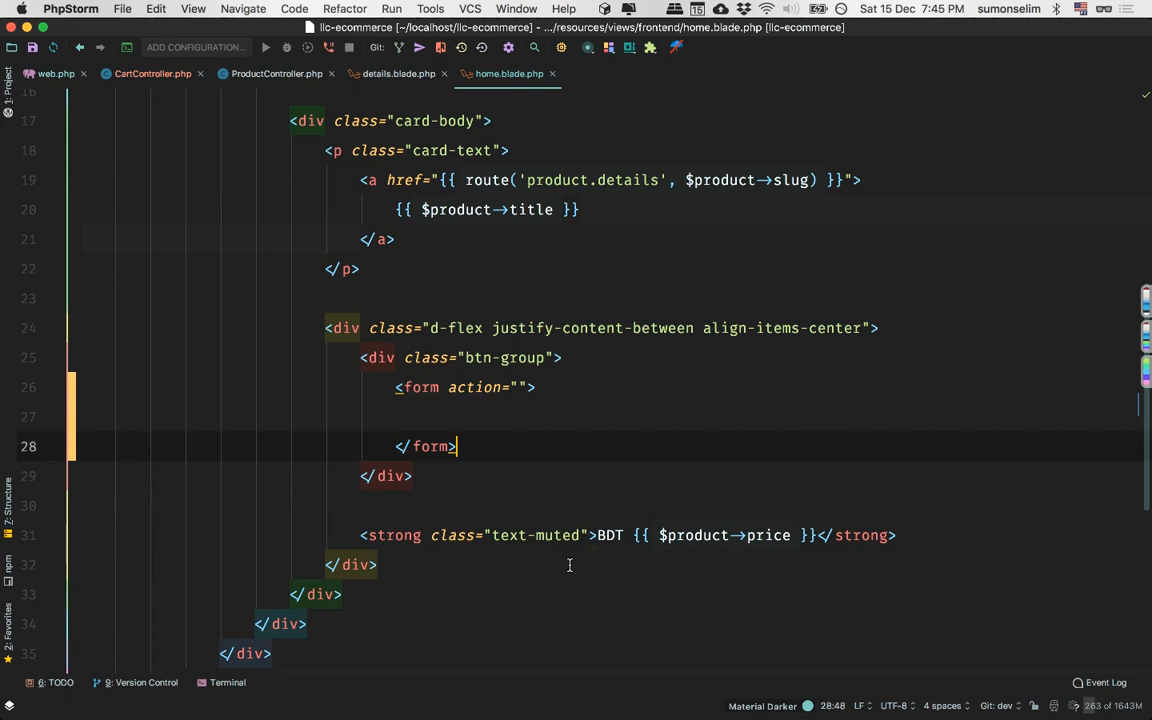 PhpStorm File Edit View Navigate Code Refactor Run Tools VCS Window Help 15 Sat 15 Dec 7:45 PM sumonselim
llc-ecommerce [~/localhost/llc-ecommerce] - .../resources/views/frontend/home.blade.php [llc-ecommerce]
ADD CONFIGURATION... Git:
1: Project
web.php CartController.php ProductController.php details.blade.php home.blade.php
16
17 <div class="card-body">
18 <p class="card-text">
19 <a href="{{ route('product.details', $product->slug) }}">
20 {{ $product->title }}
21 </a>
22 </p>
23
24 <div class="d-flex justify-content-between align-items-center">
25 <div class="btn-group">
26 <form action="">
27
28 </form>
29 </div>
30
31 <strong class="text-muted">BDT {{ $product->price }}</strong>
32 </div>
33 </div>
34 </div>
35 </div>
7: Structure
npm
2: Favorites
6: TODO 9: Version Control Terminal Event Log
Material Darker 28:48 LF UTF-8 4 spaces Git: dev 263 of 1643M